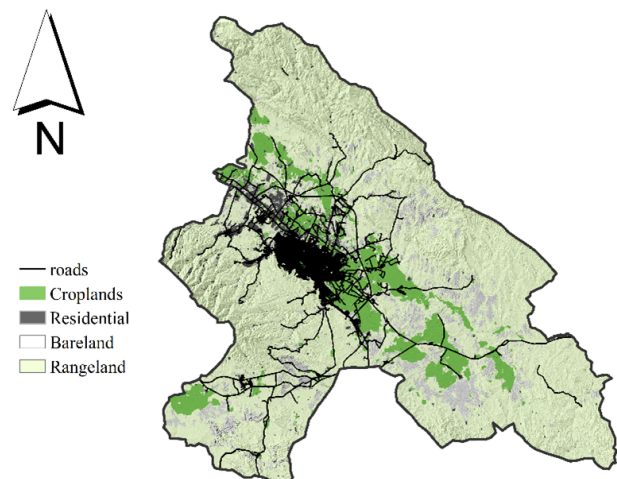 N
roads
Croplands
Residential
Bareland
Rangeland